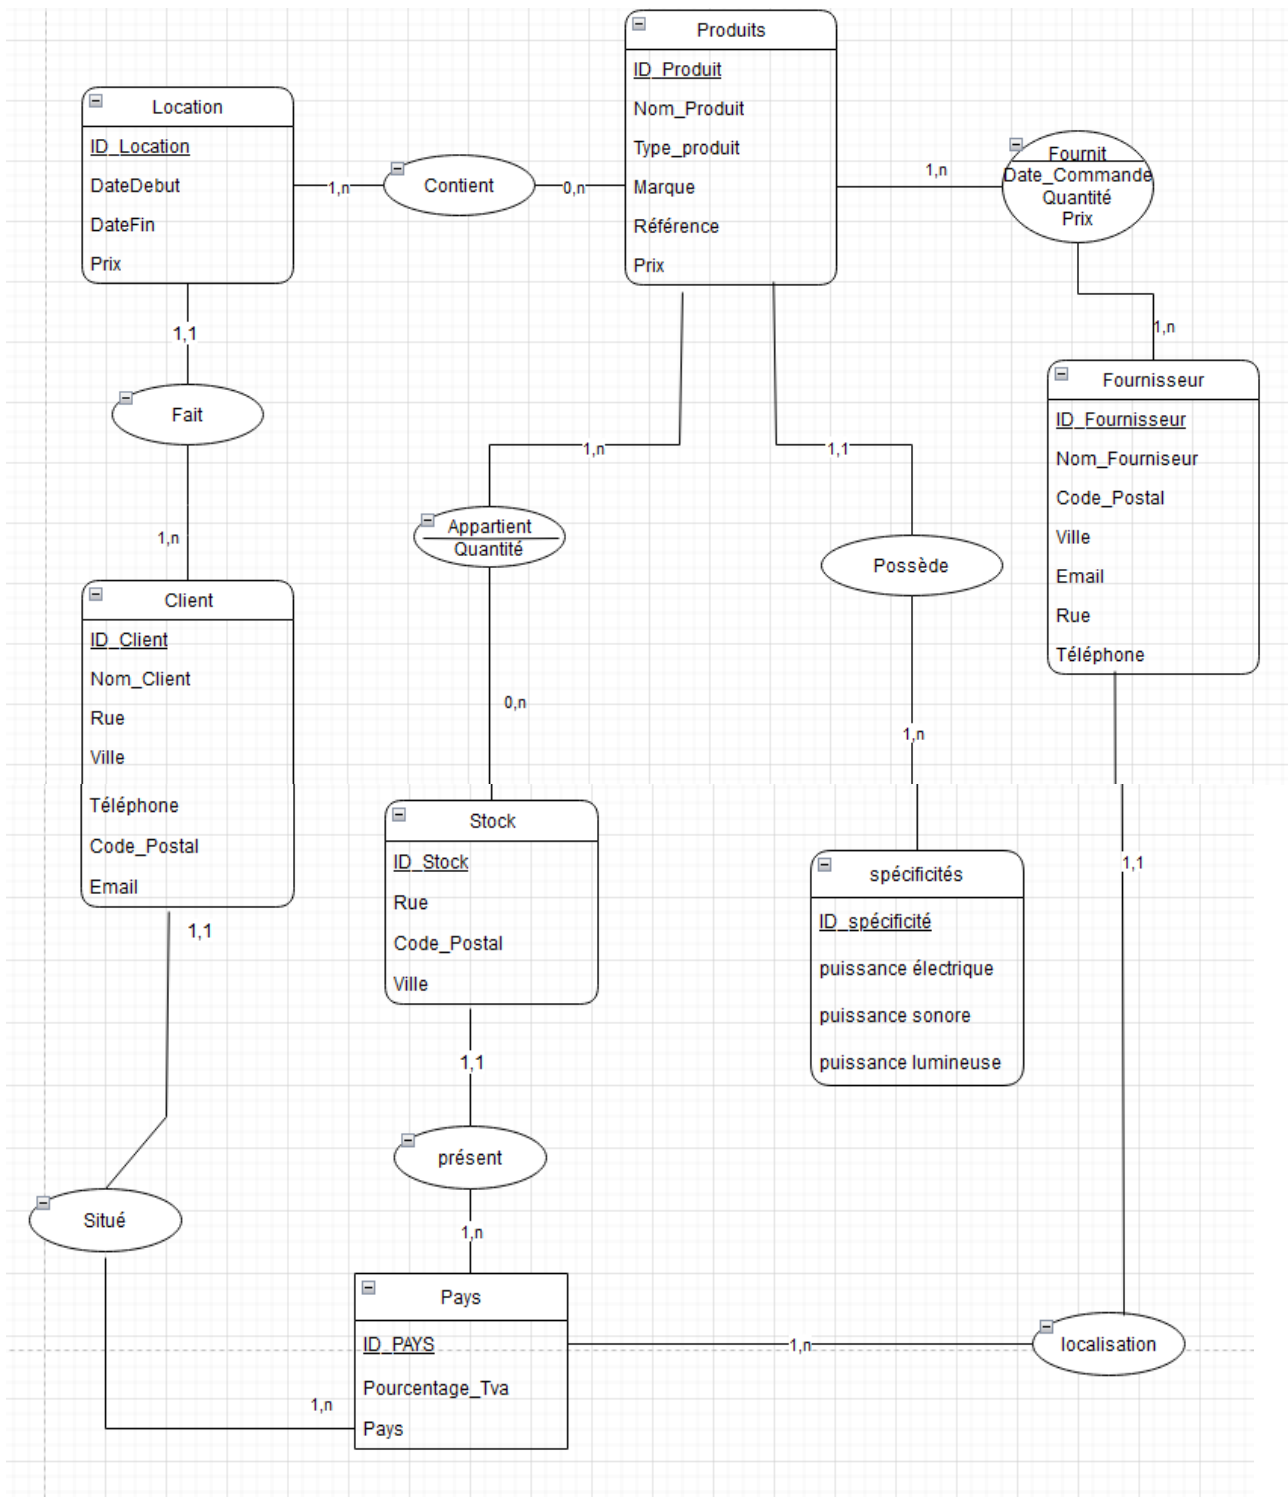 Produits
ID_Produit
Nom_Produit
Type_produit
Marque
Référence
Prix
Location
ID_Location
DateDebut
DateFin
Prix
1,n
Contient
0,n
1,n
Fournit
Date_Commande
Quantité
Prix
1,n
1,1
Fait
1,n
Fournisseur
ID_Fournisseur
Nom_Fourniseur
Code_Postal
Ville
Email
Rue
Téléphone
1,n
1,1
Appartient
Quantité
Possède
0,n
1,n
Client
ID_Client
Nom_Client
Rue
Ville
Téléphone
Code_Postal
Email
Stock
ID_Stock
Rue
Code_Postal
Ville
spécificités
ID_spécificité
puissance électrique
puissance sonore
puissance lumineuse
1,1
1,1
1,1
présent
Situé
1,n
Pays
ID_PAYS
Pourcentage_Tva
Pays
1,n
localisation
1,n